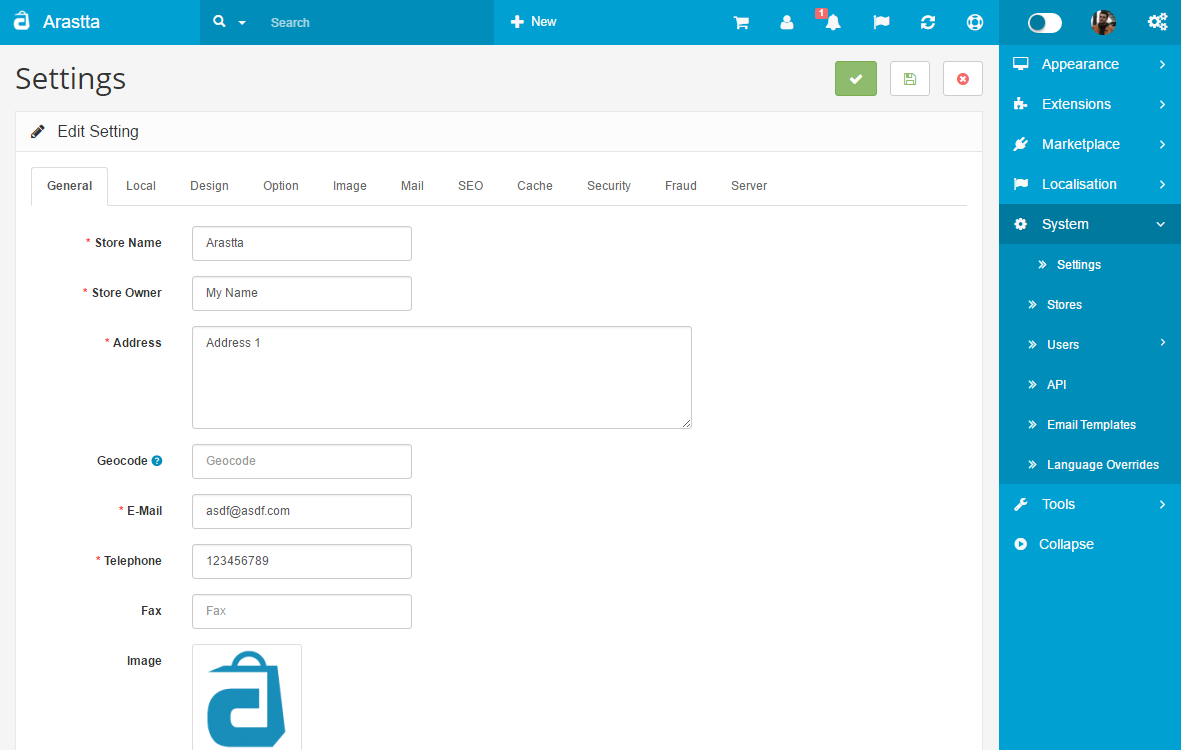 Arastta
Search
New
1
Settings
Edit Setting
General Local Design Option Image Mail SEO Cache Security Fraud Server
* Store Name Arastta
* Store Owner My Name
* Address Address 1
Geocode ? Geocode
* E-Mail asdf@asdf.com
* Telephone 123456789
Fax Fax
Image
Appearance
Extensions
Marketplace
Localisation
System
Settings
Stores
Users
API
Email Templates
Language Overrides
Tools
Collapse